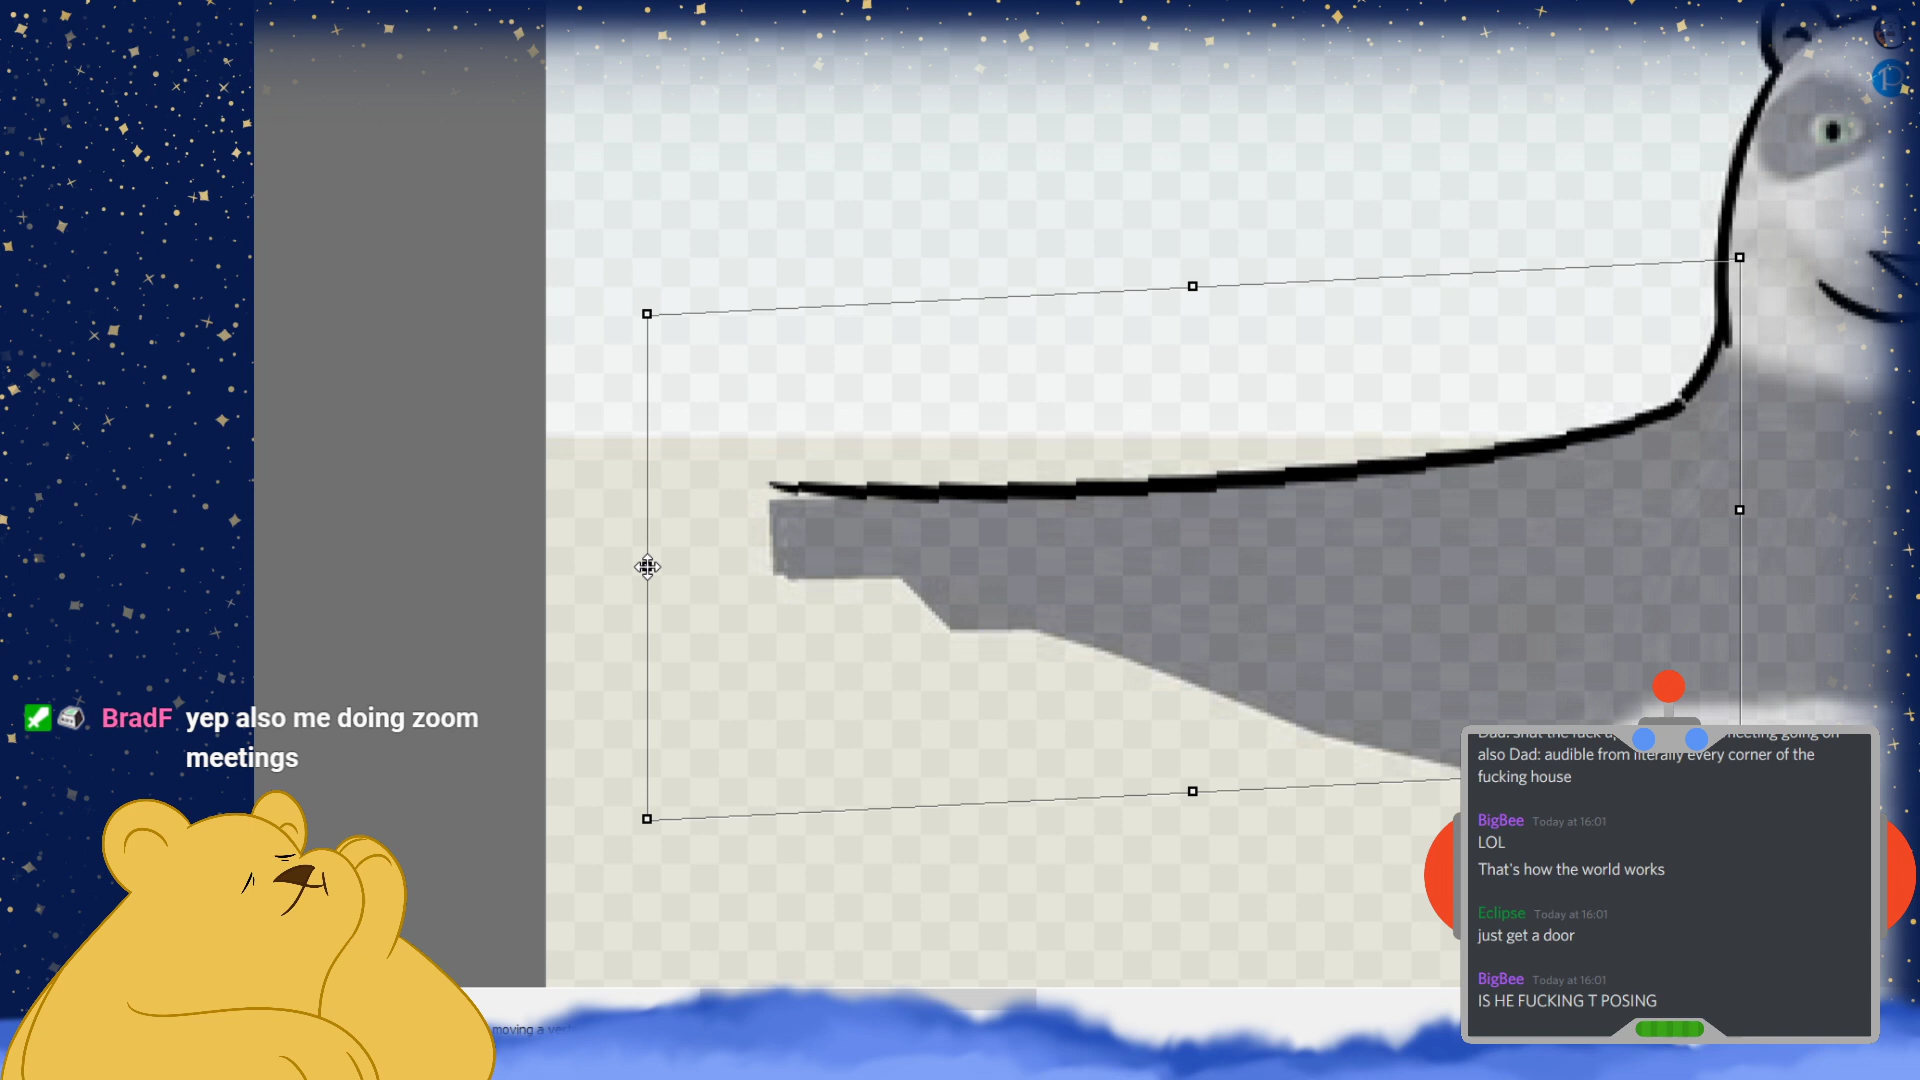 BradF yep also me doing zoom
meetings
moving a
also Dad: audible from literally every corner of the
fucking house
BigBee Today at 16:01
LOL
That's how the world works
Eclipse Today at 16:01
just get a door
BigBee Today at 16:01
IS HE FUCKING T POSING